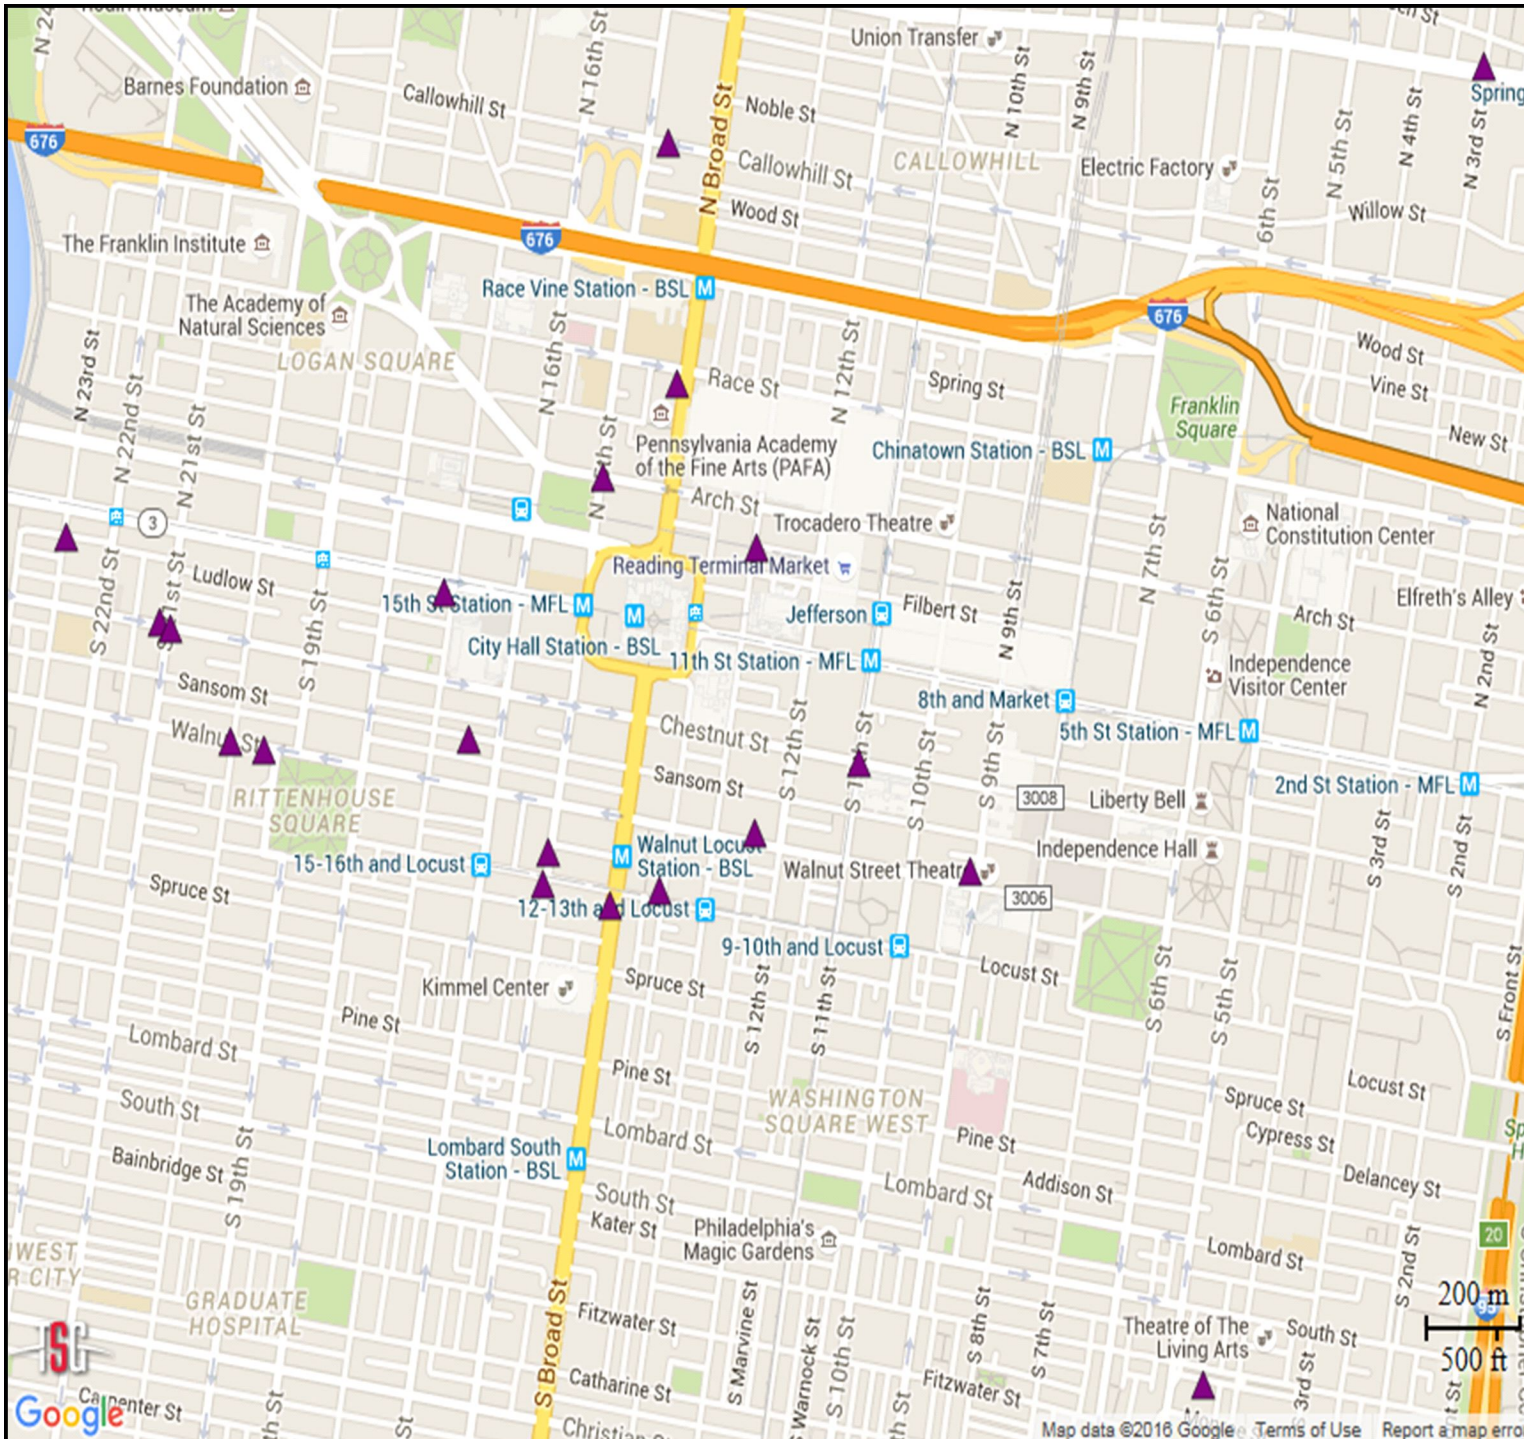 N 24
N 16th St
Union Transfer
N 10th St
N 9th St
Spring
Barnes Foundation
Callowhill St
N Broad St
Noble St
N 5th St
N 4th St
N 3rd St
676
Callowhill St
CALLOWHILL
Electric Factory
Wood St
6th St
Willow St
The Franklin Institute
676
Race Vine Station - BSL
The Academy of
Natural Sciences
676
LOGAN SQUARE
N 16th St
N 12th St
Wood St
N 23rd St
N 22nd St
N 21st St
Race St
Spring St
Vine St
Franklin
Square
New St
Pennsylvania Academy
of the Fine Arts (PAFA)
Chinatown Station - BSL
Arch St
Trocadero Theatre
National
Constitution Center
3
N 7th St
Reading Terminal Market
S 22nd St
Ludlow St
S 19th St
15th St Station - MFL
Jefferson
Filbert St
N 9th St
S 6th St
Arch St
Elfreth's Alley
City Hall Station - BSL
11th St Station - MFL
Independence
Visitor Center
N 2nd St
Sansom St
8th and Market
5th St Station - MFL
Walnut St
Chestnut St
S 12th St
S 10th St
S 9th St
Sansom St
2nd St Station - MFL
RITTENHOUSE
SQUARE
3008
Liberty Bell
15-16th and Locust
Walnut Locust
Station - BSL
Walnut Street Theatre
Independence Hall
S 3rd St
S 2nd St
Spruce St
12-13th and Locust
3006
9-10th and Locust
Kimmel Center
Spruce St
S 12th St
S 11th St
Locust St
S 6th St
S 5th St
S Front St
Lombard St
Pine St
Pine St
South St
WASHINGTON
SQUARE WEST
Locust St
Spruce St
Cypress St
Bainbridge St
Lombard South
Station - BSL
Lombard St
Pine St
Addison St
Delancey St
S 19th St
South St
Kater St
Lombard St
Philadelphia's
Magic Gardens
Lombard St
20
S 2nd St
GRADUATE
HOSPITAL
S Broad St
Fitzwater St
S Marvine St
S Warnock St
S 10th St
S 8th St
S 7th St
Theatre of The
Living Arts
South St
200 m
95
500 ft
TSG
Google
Carpenter St
Catharine St
Fitzwater St
S 3rd St
Christian
Map data ©2016 Google
Terms of Use
Report a map error